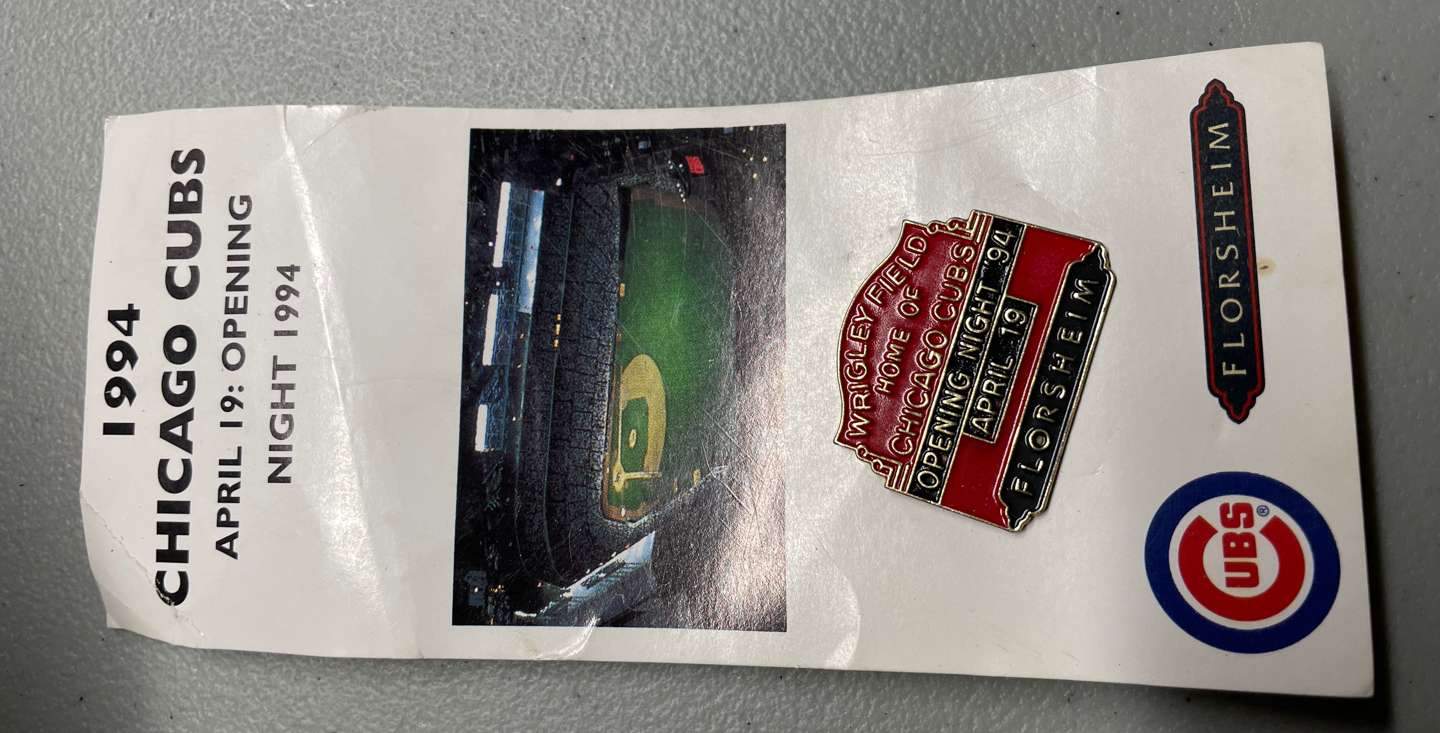 1994
CHICAGO CUBS
APRIL 19: OPENING
NIGHT 1994
WRIGLEY FIELD
HOME OF
CHICAGO CUBS
OPENING NIGHT 94
APRIL 19
FLORSHEIM
CUBS®
FLORSHEIM